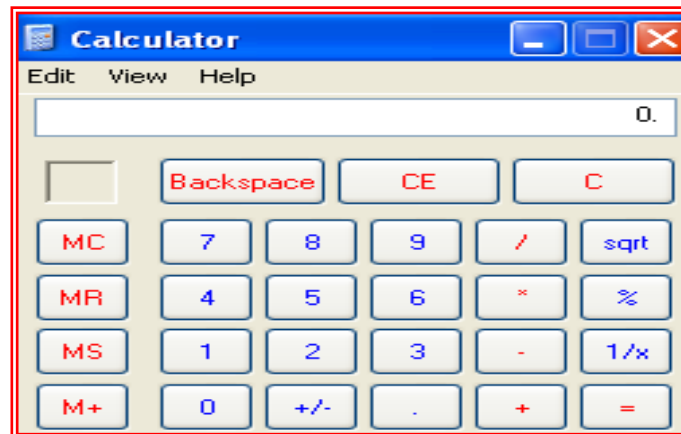 Calculator
Edit View Help
0.
Backspace CE C
MC 7 8 9 / sqrt
MR 4 5 6 * %
MS 1 2 3 - 1/x
M+ 0 +/- . + =